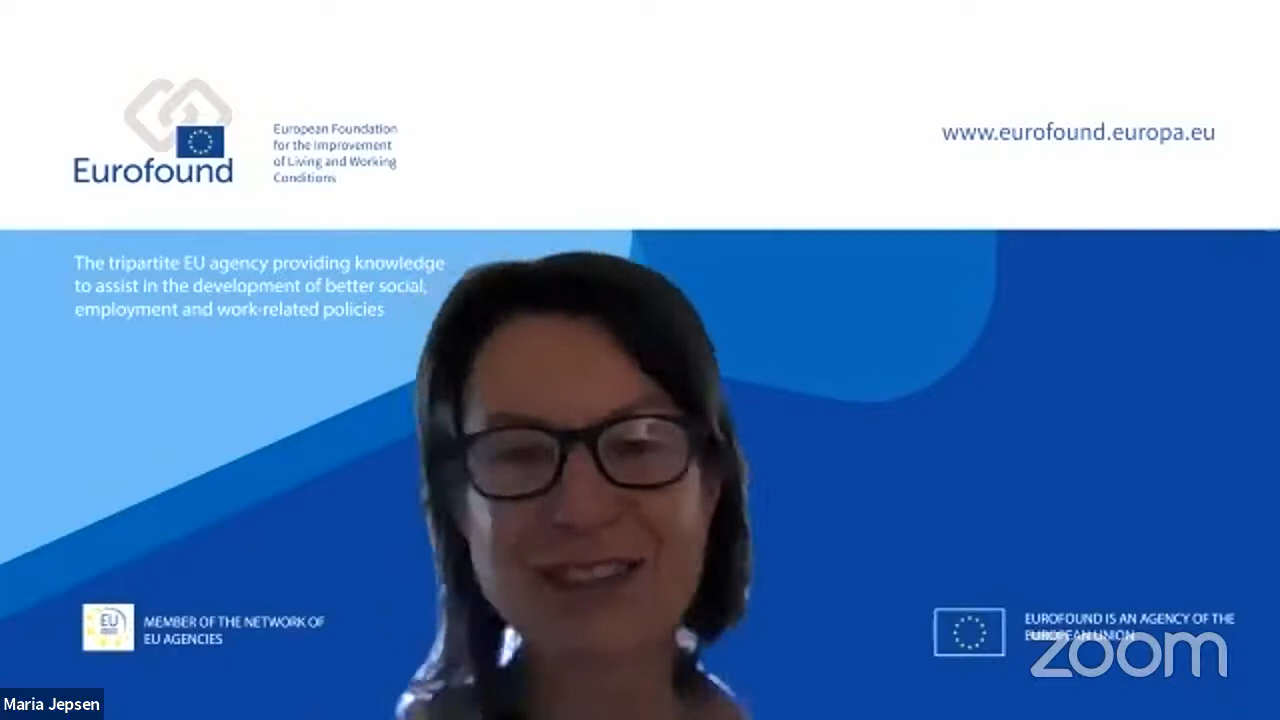 Eurofound
European Foundation
for the Improvement
of Living and Working
Conditions
www.eurofound.europa.eu
The tripartite EU agency providing knowledge
to assist in the development of better social,
employment and work-related policies
EU
MEMBER OF THE NETWORK OF
EU AGENCIES
EUROFOUND IS AN AGENCY OF THE
EUROPEAN UNION
zoom
Maria Jepsen